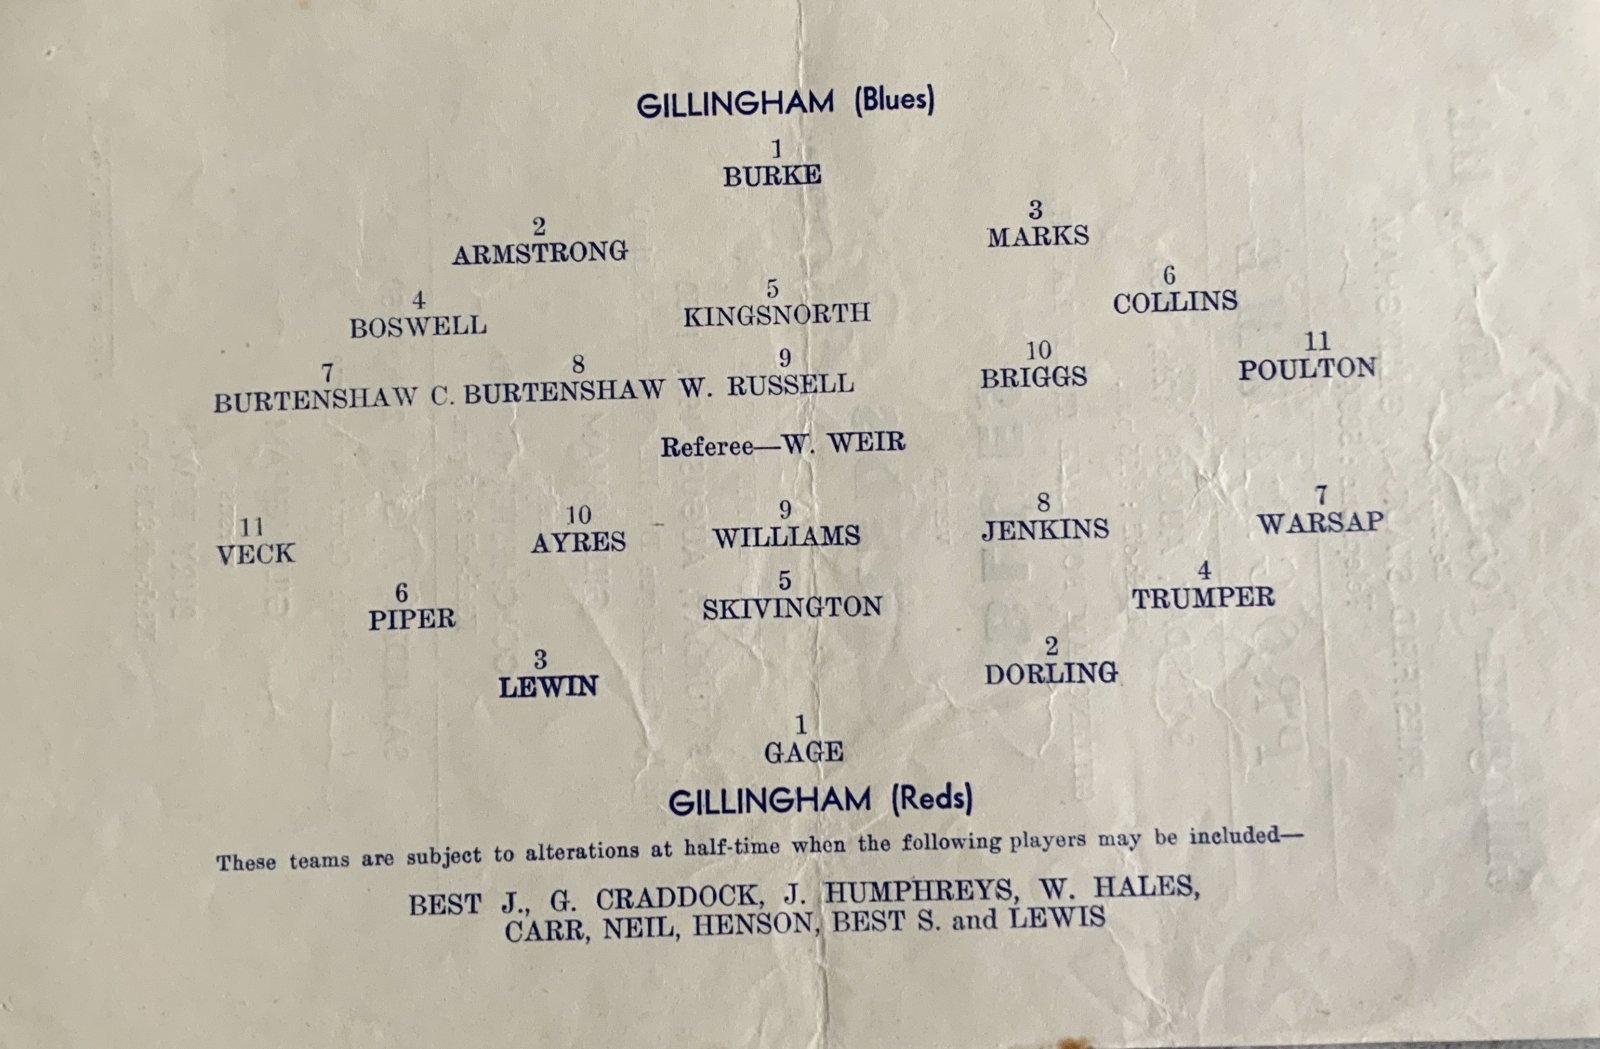 GILLINGHAM (Blues)
1
BURKE
2 3
ARMSTRONG MARKS
4 5 6
BOSWELL KINGSNORTH COLLINS
7 8 9 10 11
BURTENSHAW C. BURTENSHAW W. RUSSELL BRIGGS POULTON
Referee—W. WEIR
11 10 9 8 7
VECK AYRES WILLIAMS JENKINS WARSAP
6 5 4
PIPER SKIVINGTON TRUMPER
3 2
LEWIN DORLING
1
GAGE
GILLINGHAM (Reds)
These teams are subject to alterations at half-time when the following players may be included—
BEST J., G. CRADDOCK, J. HUMPHREYS, W. HALES,
CARR, NEIL, HENSON, BEST S. and LEWIS